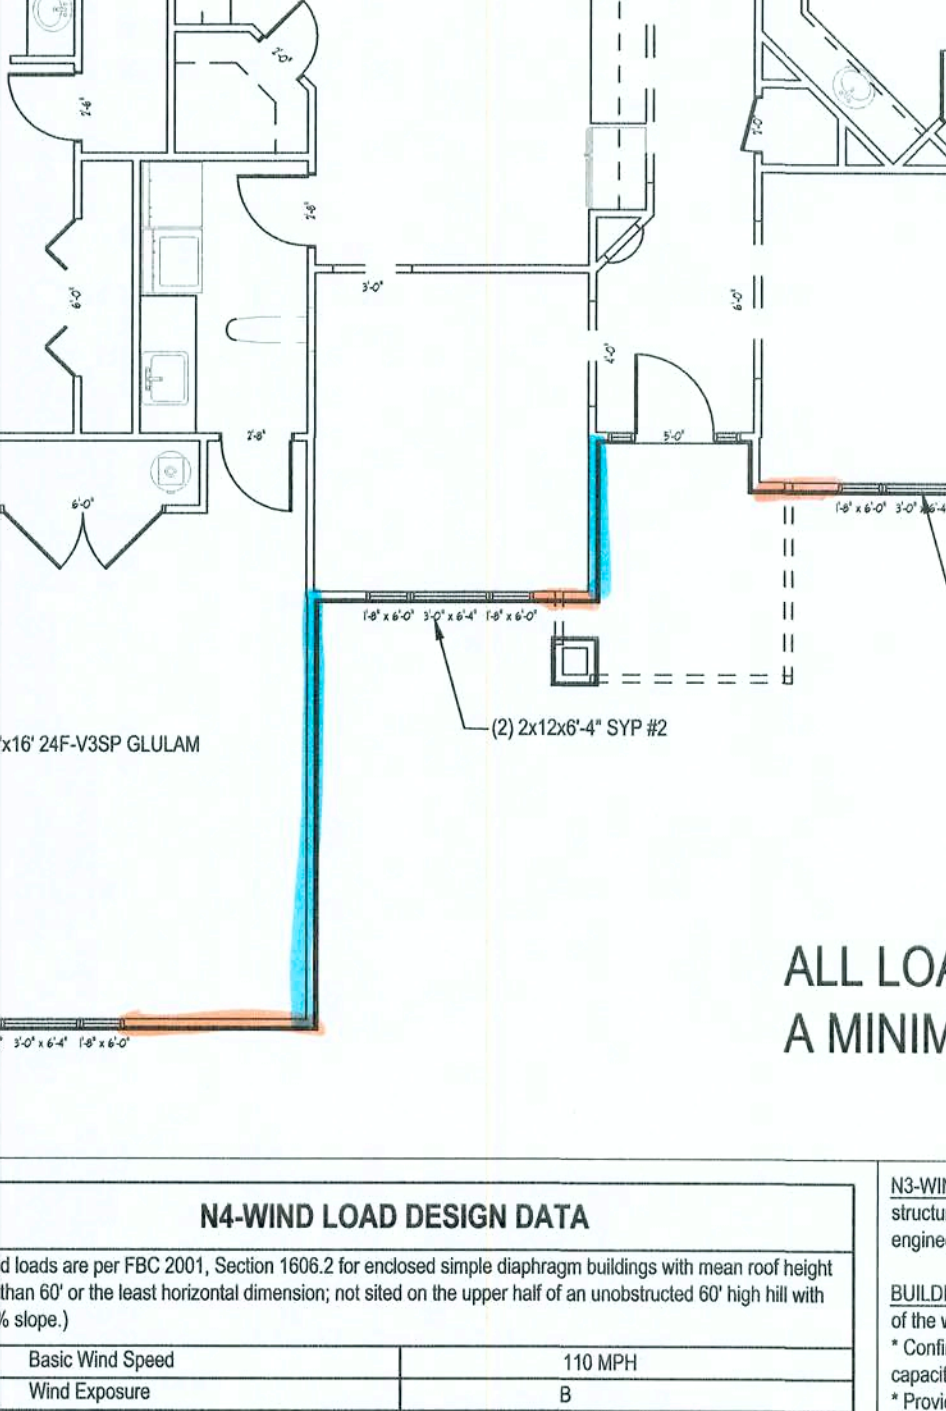 2'-0"
2'-6"
1'-0"
2'-8"
6'-0"
6'-0"
3'-0"
4'-0"
2'-8"
5'-0"
6'-0"
1'-8" x 6'-0" 3'-0" x 6'-4
1'-8" x 6'-0" 3'-0" x 6'-4" 1'-8" x 6'-0"
(2) 2x12x6'-4" SYP #2
'x16' 24F-V3SP GLULAM
ALL LOA
A MINIM
3'-0" x 6'-4" 1'-8" x 6'-0"
N4-WIND LOAD DESIGN DATA
d loads are per FBC 2001, Section 1606.2 for enclosed simple diaphragm buildings with mean roof height
than 60' or the least horizontal dimension; not sited on the upper half of an unobstructed 60' high hill with
% slope.)
Basic Wind Speed 110 MPH
Wind Exposure B
N3-WIN
structu
enginee
BUILDI
of the w
* Confi
capacit
* Provi